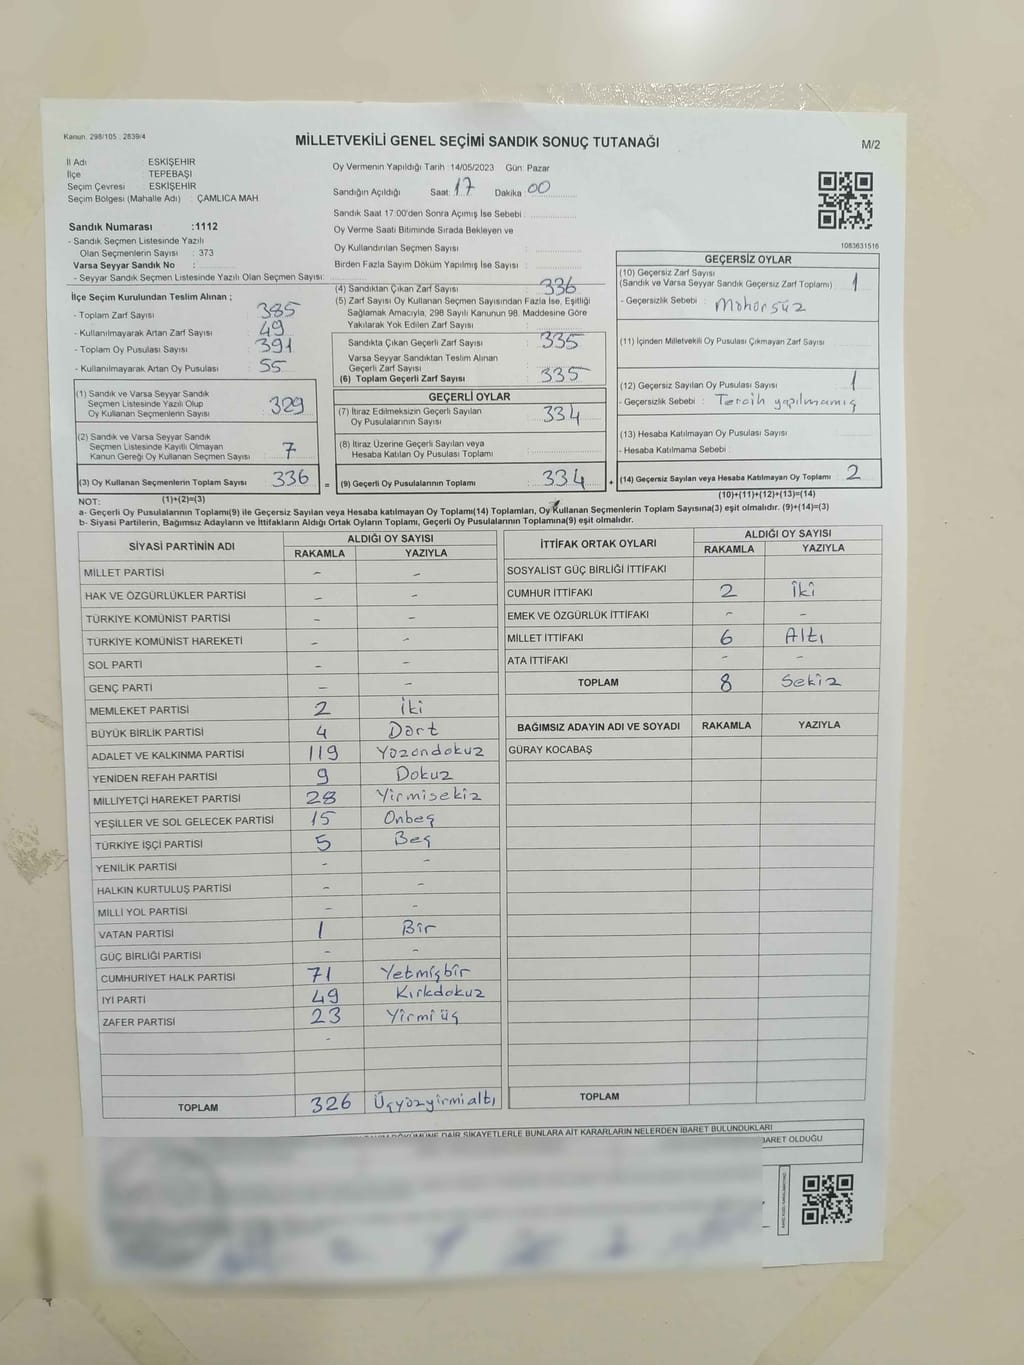 Kanun. 298/105 . 2839/4
MİLLETVEKİLİ GENEL SEÇİMİ SANDIK SONUÇ TUTANAĞI
M/2
İl Adı : ESKİŞEHİR
İlçe : TEPEBAŞI
Seçim Çevresi : ESKİŞEHİR
Seçim Bölgesi (Mahalle Adı) : ÇAMLICA MAH.
Oy Vermenin Yapıldığı Tarih :14/05/2023 Gün: Pazar
Sandığın Açıldığı Saat: 17 Dakika: 00
Sandık Saat 17:00'den Sonra Açımış İse Sebebi :
Oy Verme Saati Bitiminde Sırada Bekleyen ve
Oy Kullandırılan Seçmen Sayısı :
Birden Fazla Sayım Döküm Yapılmış İse Sayısı :
Sandık Numarası :1112
- Sandık Seçmen Listesinde Yazılı
Olan Seçmenlerin Sayısı : 373
Varsa Seyyar Sandık No :
- Seyyar Sandık Seçmen Listesinde Yazılı Olan Seçmen Sayısı:
1083631516
İlçe Seçim Kurulundan Teslim Alınan ;
- Toplam Zarf Sayısı : 385
- Kullanılmayarak Artan Zarf Sayısı : 49
- Toplam Oy Pusulası Sayısı : 391
- Kullanılmayarak Artan Oy Pusulası : 55
(1) Sandık ve Varsa Seyyar Sandık
Seçmen Listesinde Yazılı Olup
Oy Kullanan Seçmenlerin Sayısı : 329
(2) Sandık ve Varsa Seyyar Sandık
Seçmen Listesinde Kayıtlı Olmayan
Kanun Gereği Oy Kullanan Seçmen Sayısı : 7
(3) Oy Kullanan Seçmenlerin Toplam Sayısı : 336
(4) Sandıktan Çıkan Zarf Sayısı : 336
(5) Zarf Sayısı Oy Kullanan Seçmen Sayısından Fazla İse, Eşitliği
Sağlamak Amacıyla, 298 Sayılı Kanunun 98. Maddesine Göre
Yakılarak Yok Edilen Zarf Sayısı :
Sandıkta Çıkan Geçerli Zarf Sayısı : 335
Varsa Seyyar Sandıktan Teslim Alınan
Geçerli Zarf Sayısı :
(6) Toplam Geçerli Zarf Sayısı : 335
GEÇERLİ OYLAR
(7) İtiraz Edilmeksizin Geçerli Sayılan
Oy Pusulalarının Sayısı : 334
(8) İtiraz Üzerine Geçerli Sayılan veya
Hesaba Katılan Oy Pusulası Toplamı :
= (9) Geçerli Oy Pusulalarının Toplamı : 334
GEÇERSİZ OYLAR
(10) Geçersiz Zarf Sayısı
(Sandık ve Varsa Seyyar Sandık Geçersiz Zarf Toplamı) : 1
- Geçersizlik Sebebi : Mohorsüz
(11) İçinden Milletvekili Oy Pusulası Çıkmayan Zarf Sayısı :
(12) Geçersiz Sayılan Oy Pusulası Sayısı : 1
- Geçersizlik Sebebi : Tercih yapılmamış
(13) Hesaba Katılmayan Oy Pusulası Sayısı :
- Hesaba Katılmama Sebebi :
+ (14) Geçersiz Sayılan veya Hesaba Katılmayan Oy Toplamı : 2
NOT: (1)+(2)=(3)
(10)+(11)+(12)+(13)=(14)
a- Geçerli Oy Pusulalarının Toplamı(9) ile Geçersiz Sayılan veya Hesaba katılmayan Oy Toplamı(14) Toplamları, Oy Kullanan Seçmenlerin Toplam Sayısına(3) eşit olmalıdır. (9)+(14)=(3)
b- Siyasi Partilerin, Bağımsız Adayların ve İttifakların Aldığı Ortak Oyların Toplamı, Geçerli Oy Pusulalarının Toplamına(9) eşit olmalıdır.
SİYASİ PARTİNİN ADI ALDIĞI OY SAYISI
RAKAMLA YAZIYLA
MİLLET PARTİSİ - -
HAK VE ÖZGÜRLÜKLER PARTİSİ - -
TÜRKİYE KOMÜNİST PARTİSİ - -
TÜRKİYE KOMÜNİST HAREKETİ - -
SOL PARTİ - -
GENÇ PARTİ - -
MEMLEKET PARTİSİ 2 İki
BÜYÜK BİRLİK PARTİSİ 4 Dört
ADALET VE KALKINMA PARTİSİ 119 Yüzondokuz
YENİDEN REFAH PARTİSİ 9 Dokuz
MİLLİYETÇİ HAREKET PARTİSİ 28 Yirmisekiz
YEŞİLLER VE SOL GELECEK PARTİSİ 15 Onbeş
TÜRKİYE İŞÇİ PARTİSİ 5 Beş
YENİLİK PARTİSİ - -
HALKIN KURTULUŞ PARTİSİ - -
MİLLİ YOL PARTİSİ - -
VATAN PARTİSİ 1 Bir
GÜÇ BİRLİĞİ PARTİSİ - -
CUMHURİYET HALK PARTİSİ 71 Yetmişbir
İYİ PARTİ 49 Kırkdokuz
ZAFER PARTİSİ 23 Yirmi üç
-
TOPLAM 326 Üçyüzyirmialtı
İTTİFAK ORTAK OYLARI ALDIĞI OY SAYISI
RAKAMLA YAZIYLA
SOSYALİST GÜÇ BİRLİĞİ İTTİFAKI
CUMHUR İTTİFAKI 2 İki
EMEK VE ÖZGÜRLÜK İTTİFAKI - -
MİLLET İTTİFAKI 6 Altı
ATA İTTİFAKI - -
TOPLAM 8 Sekiz
BAĞIMSIZ ADAYIN ADI VE SOYADI RAKAMLA YAZIYLA
GÜRAY KOCABAŞ
TOPLAM
DAİR ŞİKAYETLERLE BUNLARA AİT KARARLARIN NELERDEN İBARET BULUNDUKLARI
OLDUĞU